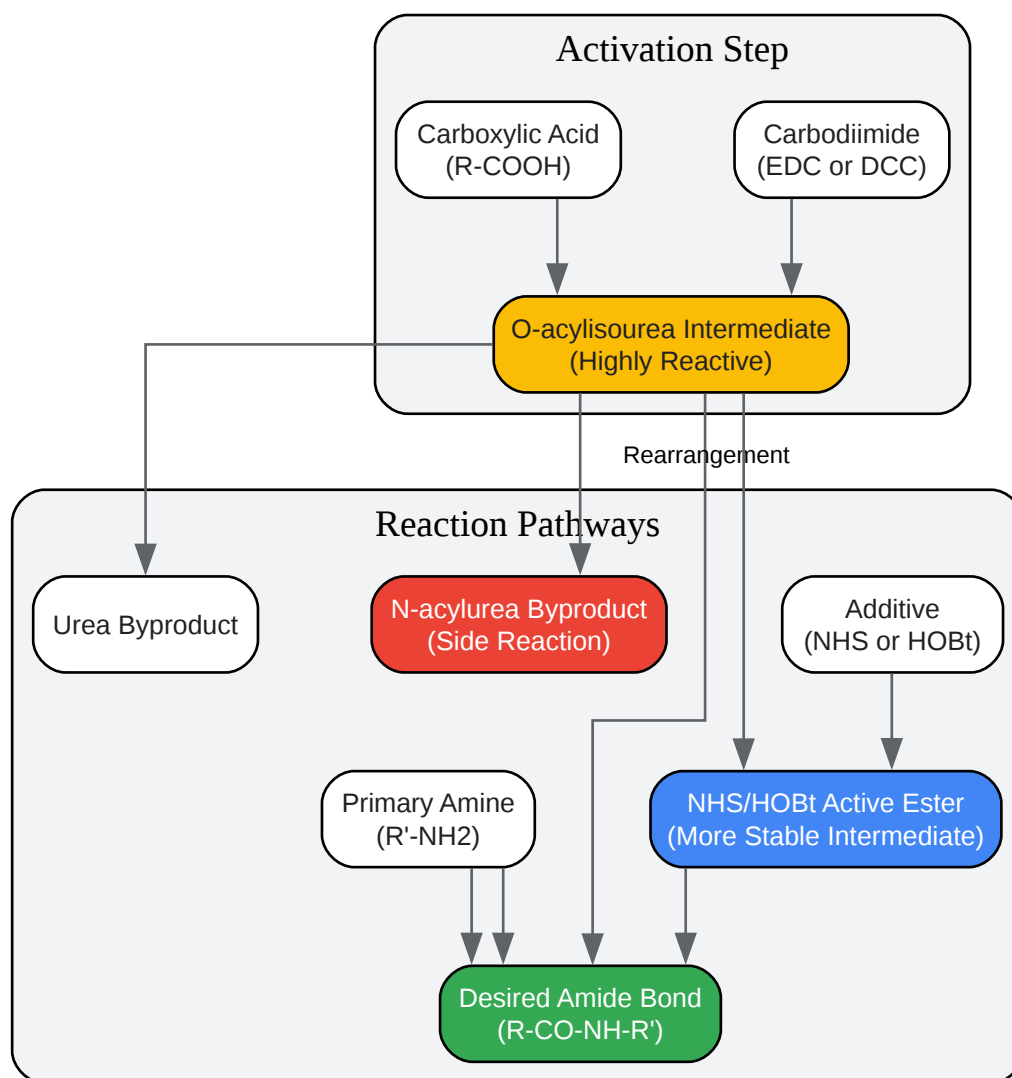 Activation Step
Carboxylic Acid
(R-COOH)
Carbodiimide
(EDC or DCC)
O-acylisourea Intermediate
(Highly Reactive)
Rearrangement
Reaction Pathways
Urea Byproduct
N-acylurea Byproduct
(Side Reaction)
Additive
(NHS or HOBt)
Primary Amine
(R'-NH2)
NHS/HOBt Active Ester
(More Stable Intermediate)
Desired Amide Bond
(R-CO-NH-R')